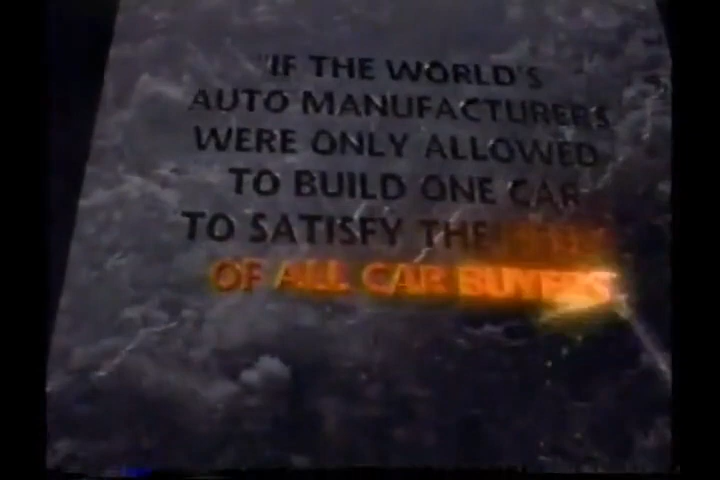 "IF THE WORLD'S
AUTO MANUFACTURERS
WERE ONLY ALLOWED
TO BUILD ONE CAR
TO SATISFY THE
OF ALL CAR BUYERS